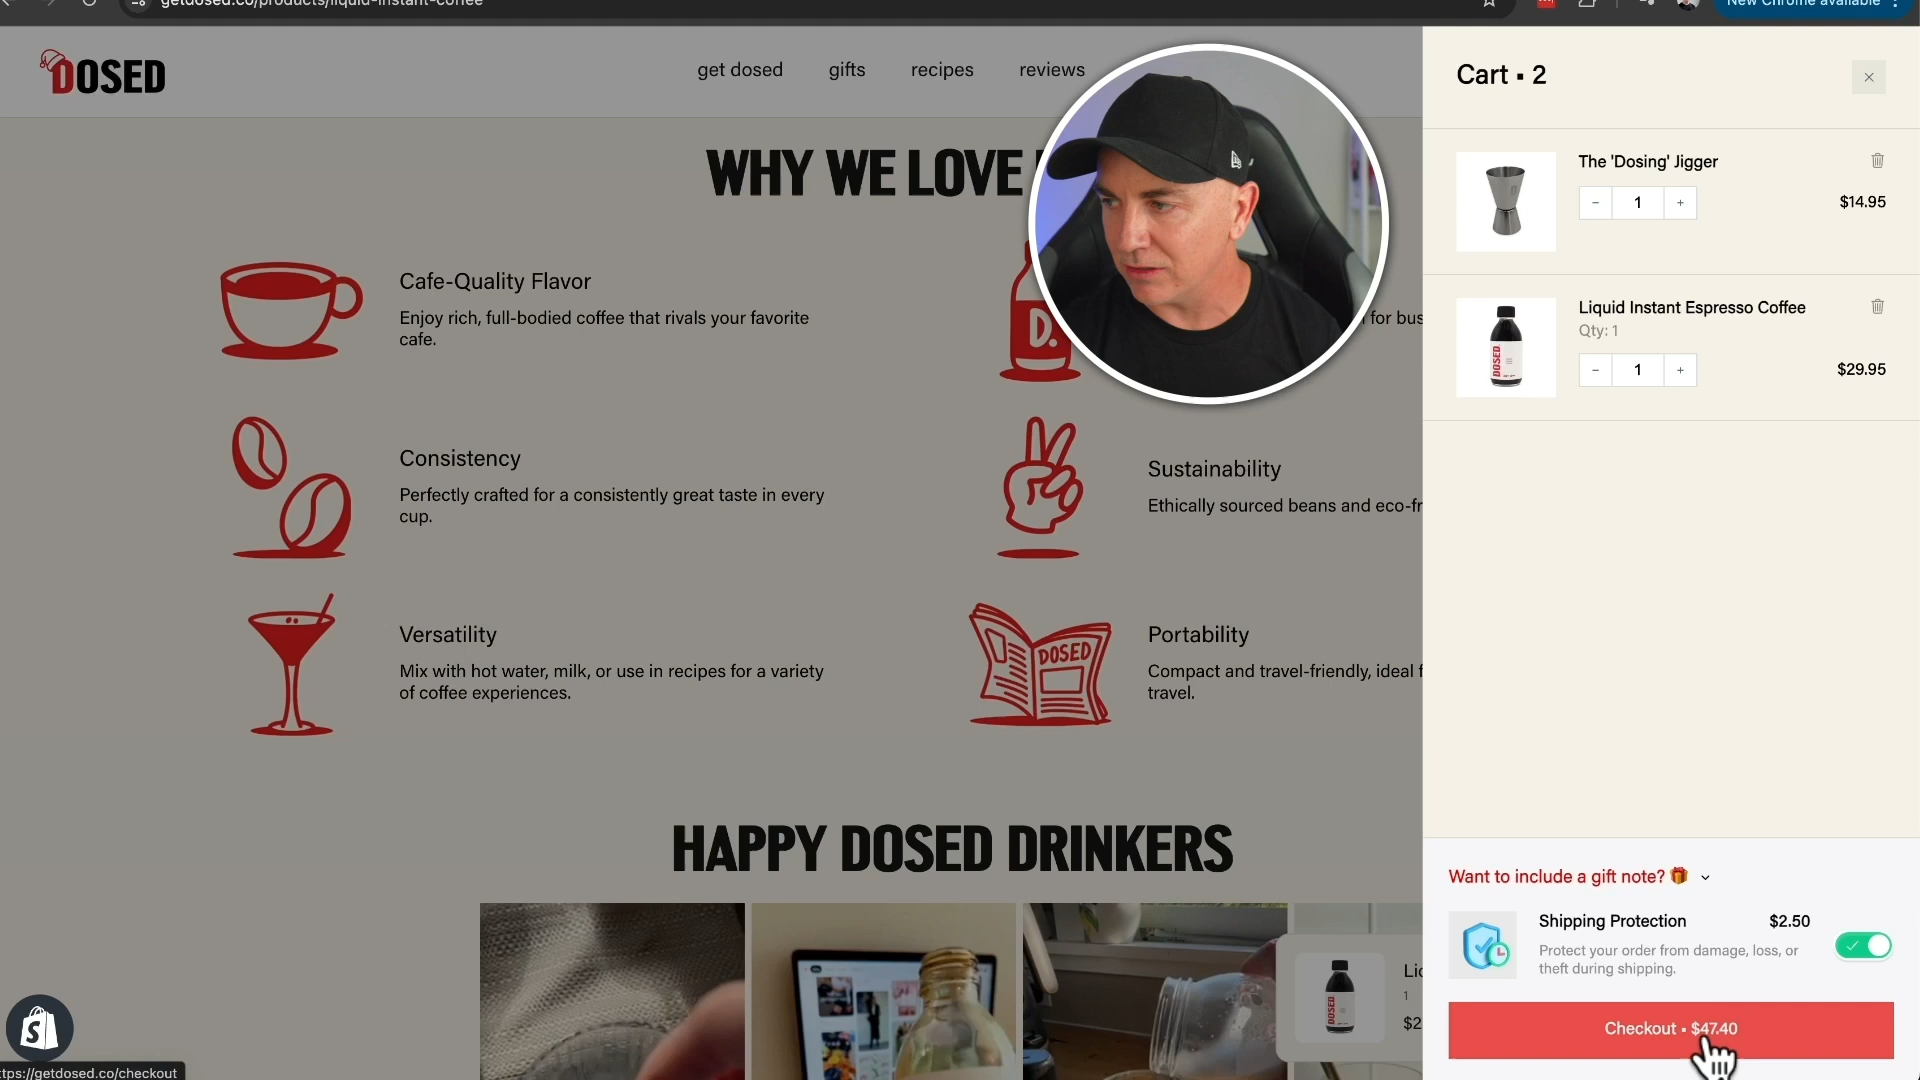 getdosed.co/products/liquid-instant-coffee
New Chrome available
DOSED
get dosed
gifts
recipes
reviews
WHY WE LOVE
Cafe-Quality Flavor
Enjoy rich, full-bodied coffee that rivals your favorite
cafe.
D.
for bus
Consistency
Perfectly crafted for a consistently great taste in every
cup.
Sustainability
Ethically sourced beans and eco-fr
Versatility
Mix with hot water, milk, or use in recipes for a variety
of coffee experiences.
DOSED
Portability
Compact and travel-friendly, ideal f
travel.
HAPPY DOSED DRINKERS
DOSED
Lic
1
$2
ttps://getdosed.co/checkout
Cart • 2
The 'Dosing' Jigger
− 1 +
$14.95
DOSED
Liquid Instant Espresso Coffee
Qty: 1
− 1 +
$29.95
Want to include a gift note? 🎁
Shipping Protection
$2.50
Protect your order from damage, loss, or
theft during shipping.
Checkout • $47.40